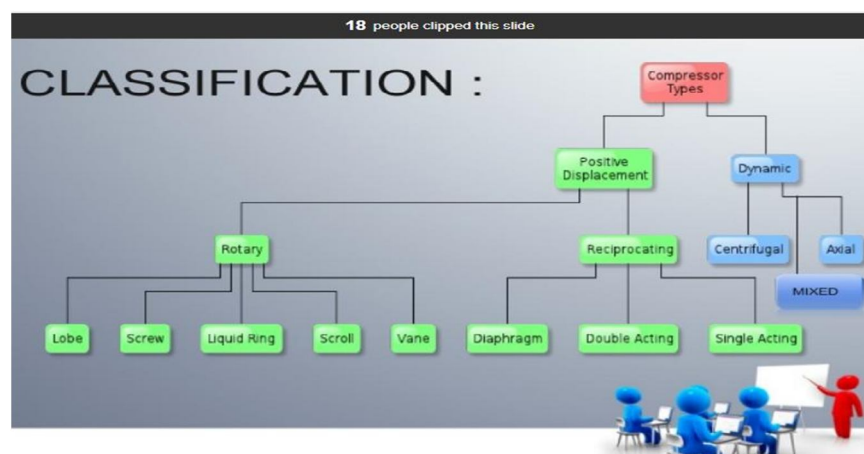 18 people clipped this slide
CLASSIFICATION :
Compressor
Types
Positive
Displacement
Dynamic
Rotary
Reciprocating
Centrifugal
Axial
MIXED
Lobe
Screw
Liquid Ring
Scroll
Vane
Diaphragm
Double Acting
Single Acting